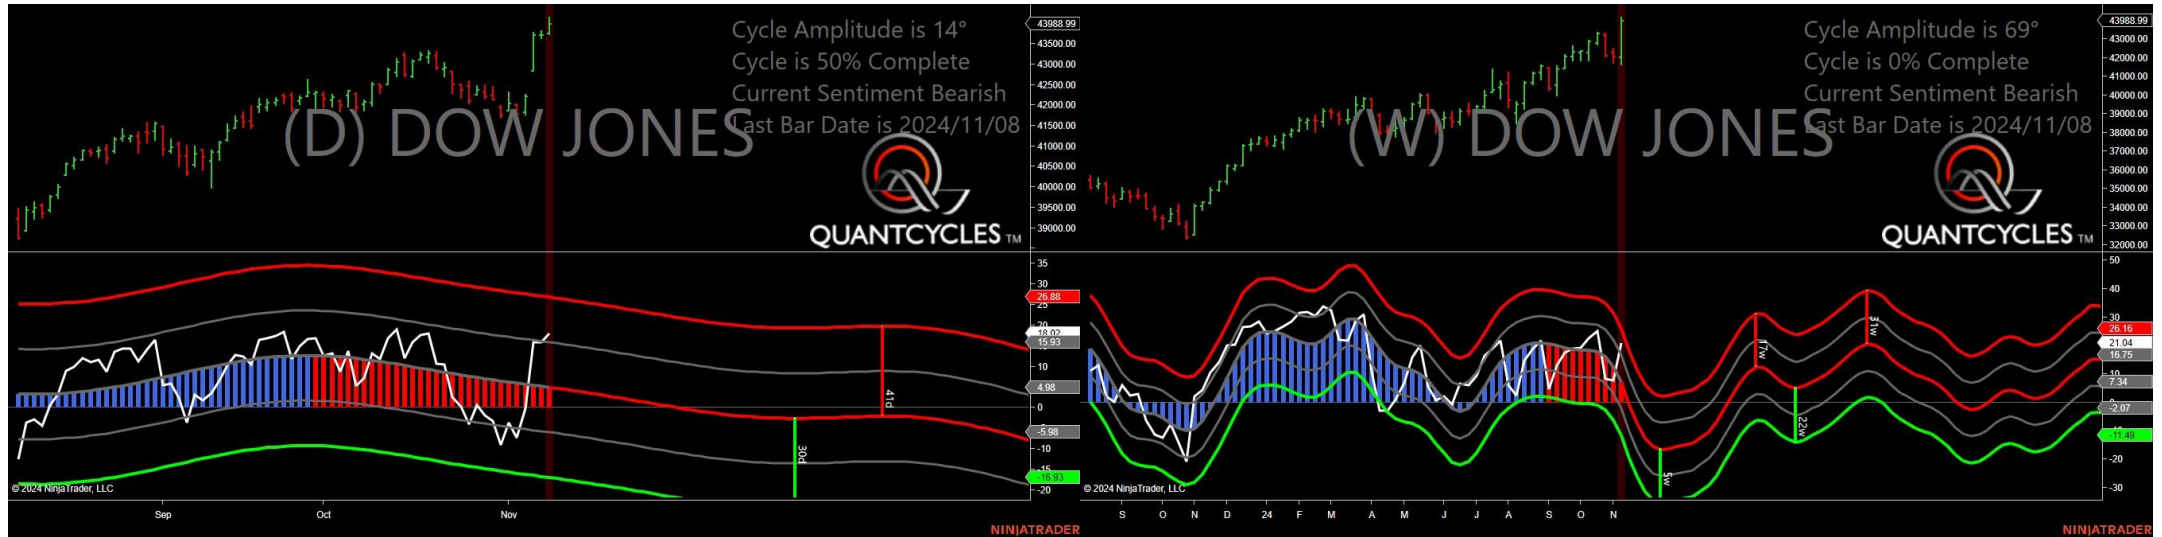 Cycle Amplitude is 14°
Cycle is 50% Complete
Current Sentiment Bearish
Last Bar Date is 2024/11/08
(D) DOW JONES
QUANTCYCLES TM
43988.99
43500.00
43000.00
42500.00
42000.00
41500.00
41000.00
40500.00
40000.00
39500.00
39000.00
35
30
26.88
25
20
18.02
15.93
10
4.98
0
-5.98
-10
-15
-16.93
-20
41d
30d
© 2024 NinjaTrader, LLC
Sep Oct Nov
NINJATRADER
Cycle Amplitude is 69°
Cycle is 0% Complete
Current Sentiment Bearish
Last Bar Date is 2024/11/08
(W) DOW JONES
QUANTCYCLES TM
43988.99
43000.00
42000.00
41000.00
40000.00
39000.00
38000.00
37000.00
36000.00
35000.00
34000.00
33000.00
32000.00
50
40
30
26.16
21.04
16.75
10
7.34
-2.07
-11.49
-20
-30
17w
31w
22w
5w
© 2024 NinjaTrader, LLC
S O N D 24 F M A M J J A S O N
NINJATRADER